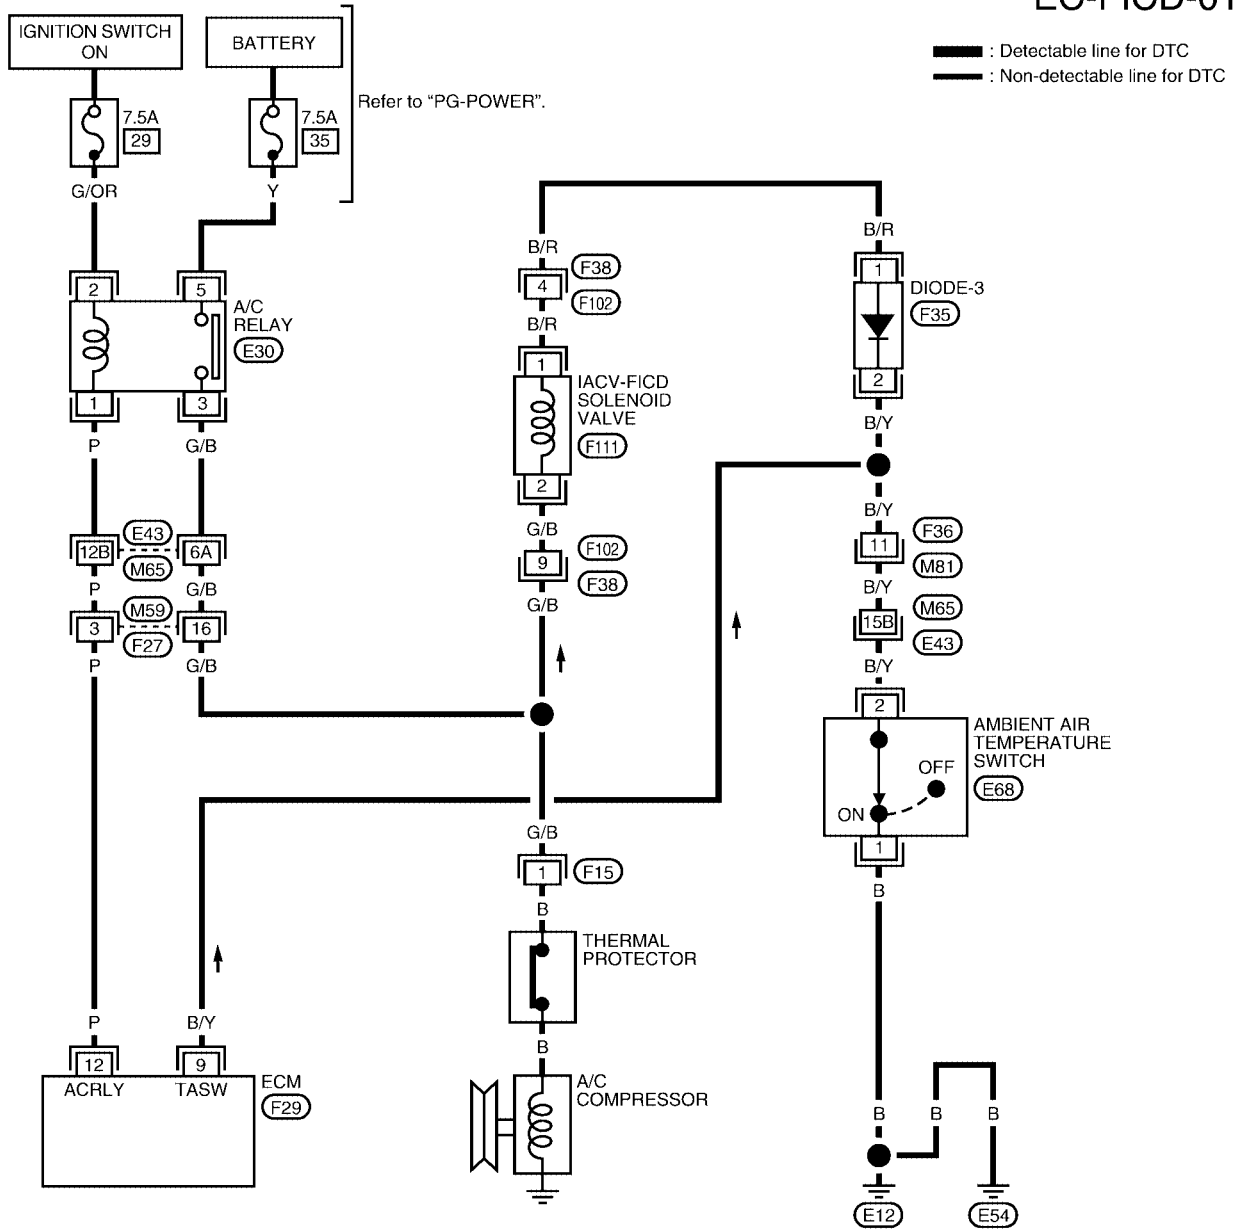 EC-FICD-01
: Detectable line for DTC
: Non-detectable line for DTC
IGNITION SWITCH
ON
BATTERY
Refer to “PG-POWER”.
7.5A
29
7.5A
35
G/OR
Y
2
5
A/C
RELAY
E30
1
3
P
G/B
E43
12B
6A
M65
P
G/B
M59
3
16
F27
P
G/B
P
B/Y
12
9
ACRLY
TASW
ECM
F29
B/R
F38
4
F102
B/R
1
IACV-FICD
SOLENOID
VALVE
F111
2
G/B
F102
9
F38
G/B
G/B
1
F15
B
THERMAL
PROTECTOR
B
A/C
COMPRESSOR
B/R
1
DIODE-3
F35
2
B/Y
B/Y
F36
11
M81
B/Y
M65
15B
E43
B/Y
2
AMBIENT AIR
TEMPERATURE
SWITCH
E68
OFF
ON
1
B
B
B
B
E12
E54